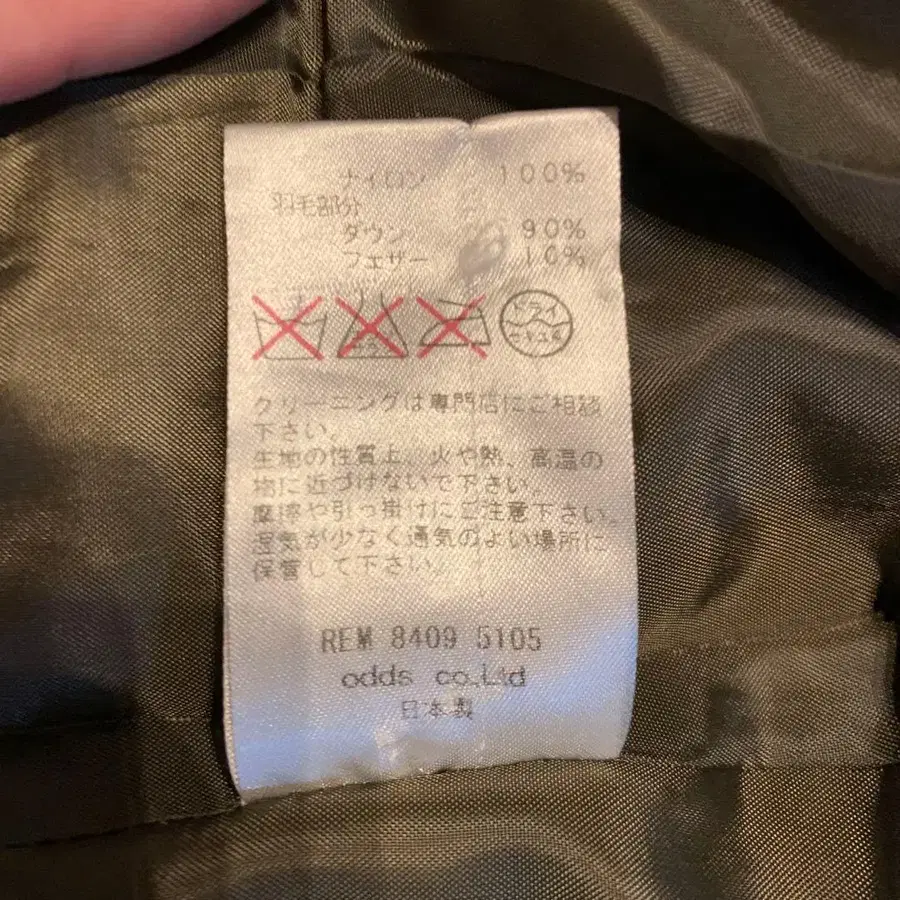 ナイロン 100%
羽毛部分
ダウン 90%
フェザー 10%
ドライ
クリーニングは専門店にご相談
下さい。
生地の性質上、火や熱、高温の
物に近づけないで下さい。
摩擦や引っ掛けにご注意下さい。
湿気が少なく通気のよい場所に
保管して下さい。
REM 8409 5105
odds co.,Ltd
日本製